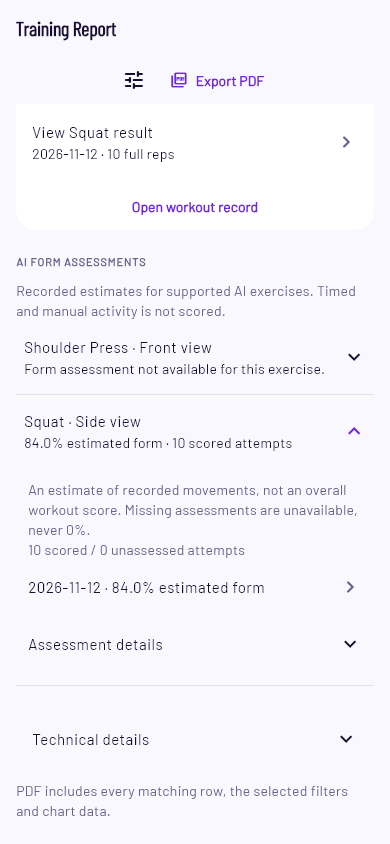 Training Report
Export PDF
View Squat result
2026-11-12 · 10 full reps
Open workout record
AI FORM ASSESSMENTS
Recorded estimates for supported AI exercises. Timed
and manual activity is not scored.
Shoulder Press · Front view
Form assessment not available for this exercise.
Squat · Side view
84.0% estimated form · 10 scored attempts
An estimate of recorded movements, not an overall
workout score. Missing assessments are unavailable,
never 0%.
10 scored / 0 unassessed attempts
2026-11-12 · 84.0% estimated form
Assessment details
Technical details
PDF includes every matching row, the selected filters
and chart data.